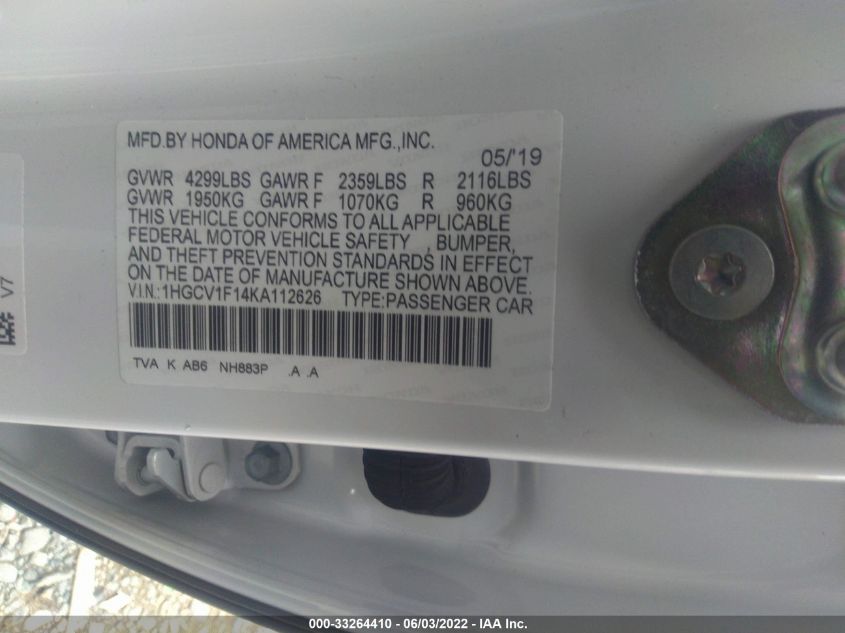 MFD.BY HONDA OF AMERICA MFG.,INC.
05/'19
GVWR 4299LBS GAWR F 2359LBS R 2116LBS
GVWR 1950KG GAWR F 1070KG R 960KG
THIS VEHICLE CONFORMS TO ALL APPLICABLE
FEDERAL MOTOR VEHICLE SAFETY , BUMPER,
AND THEFT PREVENTION STANDARDS IN EFFECT
ON THE DATE OF MANUFACTURE SHOWN ABOVE.
V.I.N.:1HGCV1F14KA112626 TYPE:PASSENGER CAR
TVA K AB6 NH883P .A .A
V7
000-33264410 - 06/03/2022 - IAA Inc.